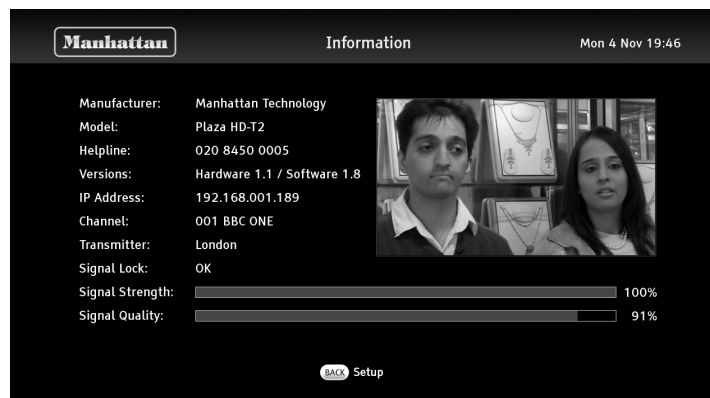 Manhattan
Information
Mon 4 Nov 19:46
Manufacturer: Manhattan Technology
Model: Plaza HD-T2
Helpline: 020 8450 0005
Versions: Hardware 1.1 / Software 1.8
IP Address: 192.168.001.189
Channel: 001 BBC ONE
Transmitter: London
Signal Lock: OK
Signal Strength: 100%
Signal Quality: 91%
BACK Setup